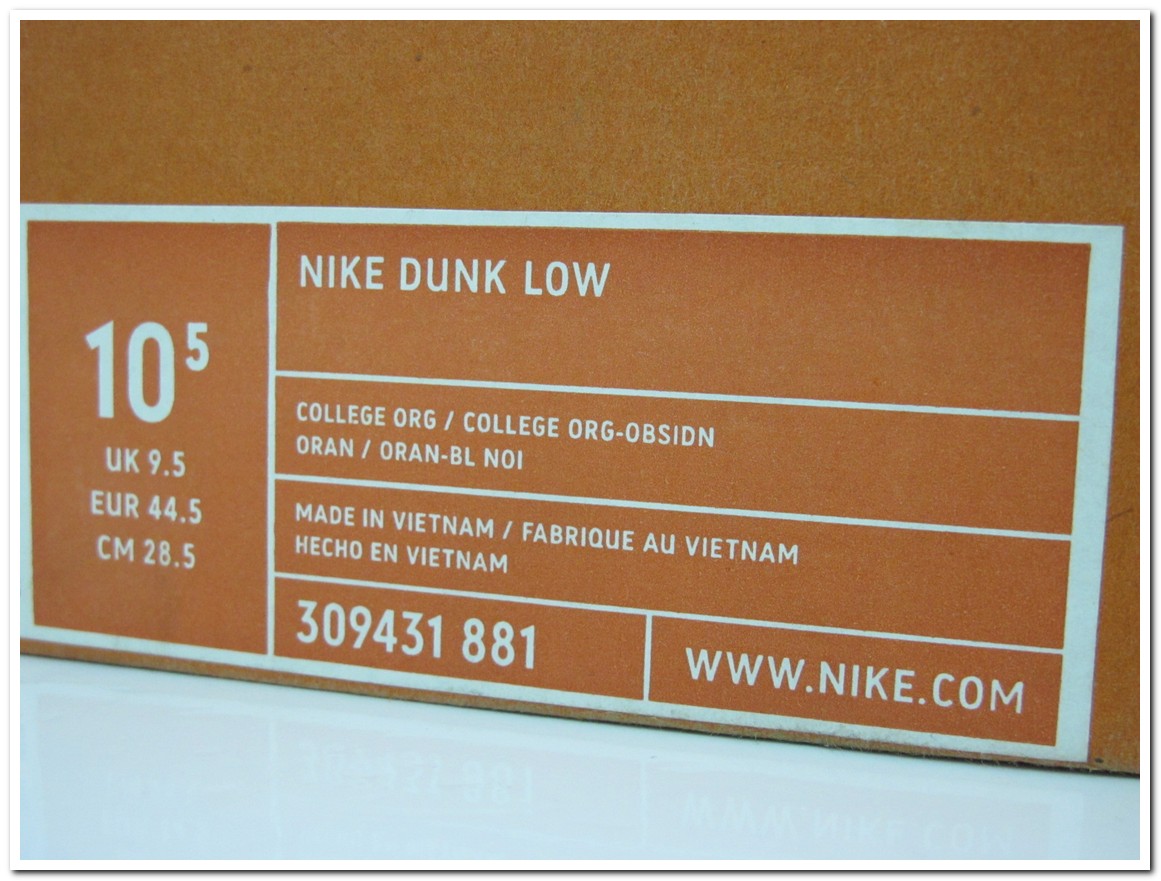 10⁵
UK 9.5
EUR 44.5
CM 28.5
NIKE DUNK LOW
COLLEGE ORG / COLLEGE ORG-OBSIDN
ORAN / ORAN-BL NOI
MADE IN VIETNAM / FABRIQUE AU VIETNAM
HECHO EN VIETNAM
309431 881
WWW.NIKE.COM